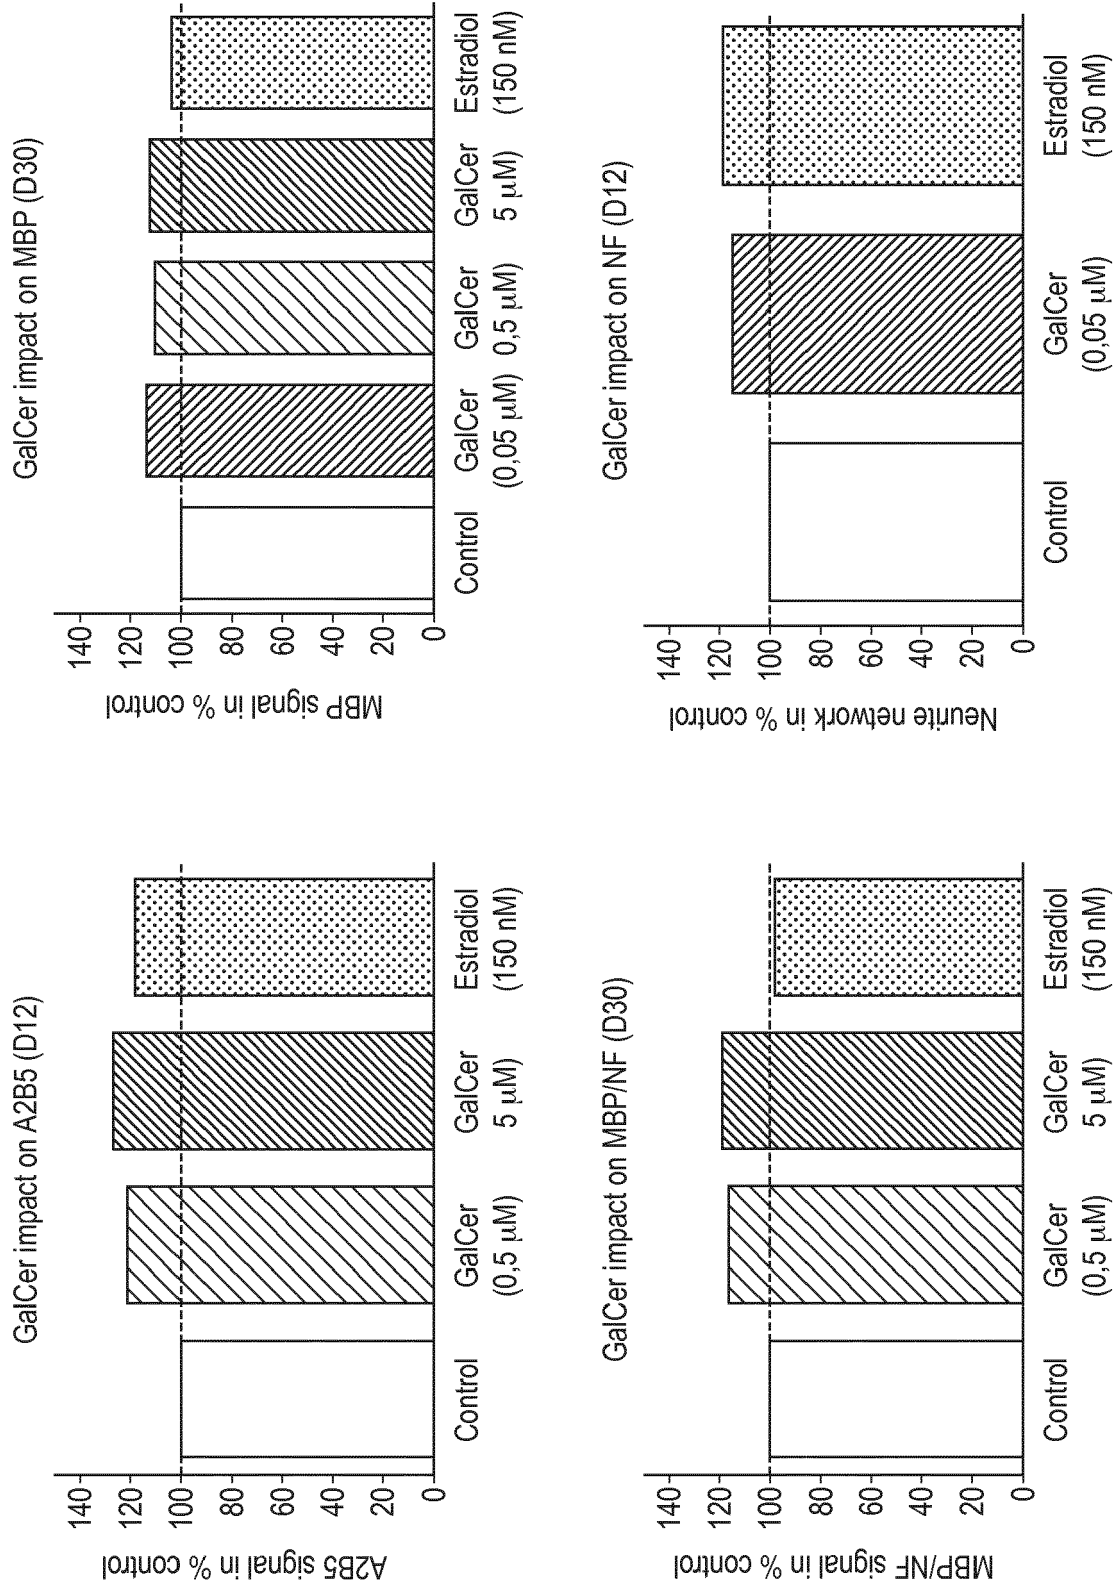 GalCer impact on A2B5 (D12)
A2B5 signal in % control
140
120
100
80
60
40
20
0
Control
GalCer
(0,5 µM)
GalCer
5 µM)
Estradiol
(150 nM)
GalCer impact on MBP (D30)
MBP signal in % control
140
120
100
80
60
40
20
0
Control
GalCer
(0,05 µM)
GalCer
0,5 µM)
GalCer
5 µM)
Estradiol
(150 nM)
GalCer impact on MBP/NF (D30)
MBP/NF signal in % control
140
120
100
80
60
40
20
0
Control
GalCer
(0,5 µM)
GalCer
5 µM)
Estradiol
(150 nM)
GalCer impact on NF (D12)
Neurite network in % control
140
120
100
80
60
40
20
0
Control
GalCer
(0,05 µM)
Estradiol
(150 nM)